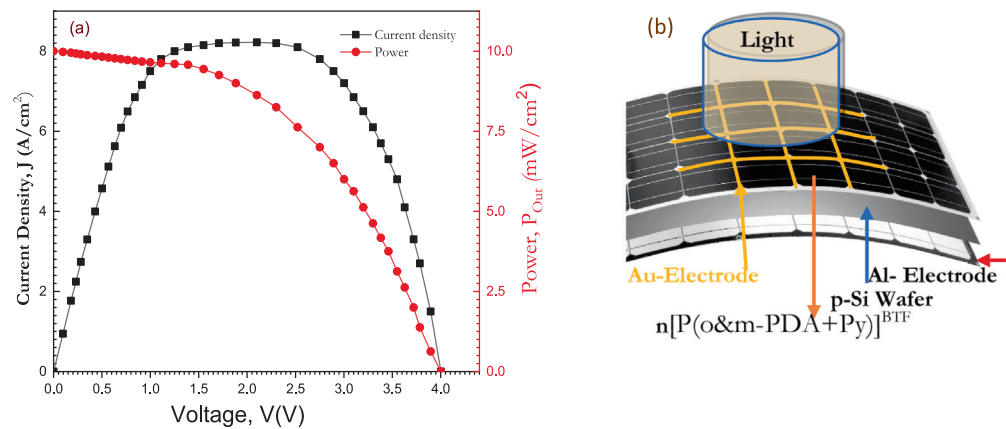 (a)
Current density
Power
Current Density, J (A/cm²)
8
6
4
2
0
0.0 0.5 1.0 1.5 2.0 2.5 3.0 3.5 4.0
Voltage, V(V)
10.0
7.5
5.0
2.5
0.0
Power, P_Out (mW/cm²)
(b)
Light
Au-Electrode
Al- Electrode
p-Si Wafer
n[P(o&m-PDA+Py)]^BTF